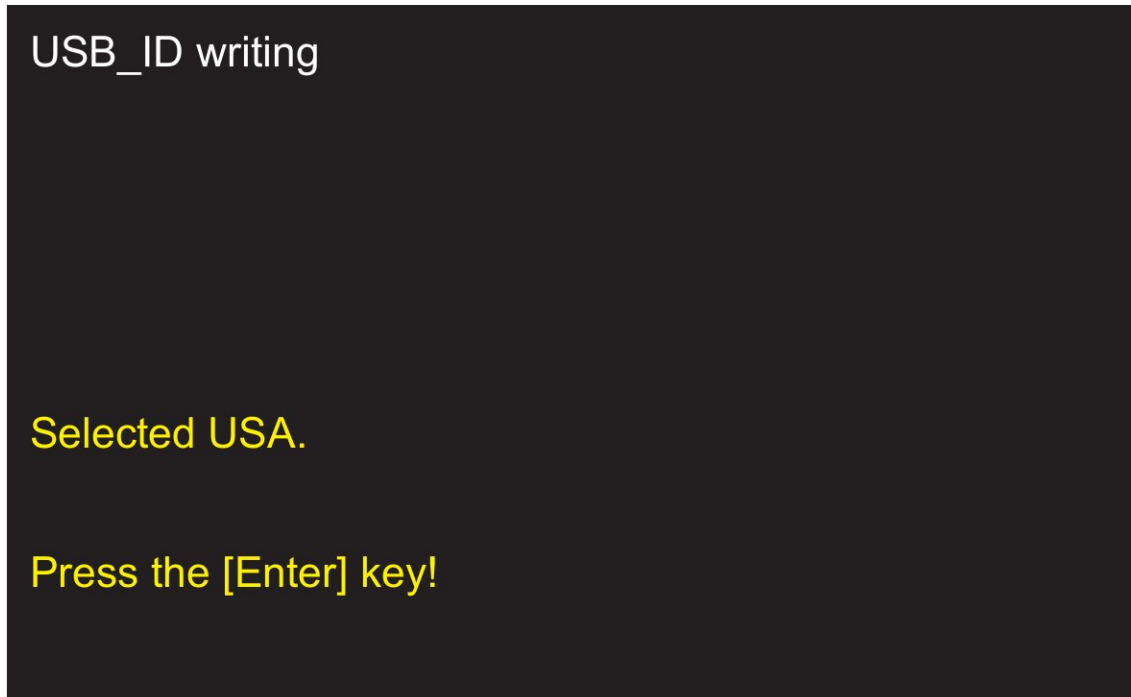 USB_ID writing
Selected USA.
Press the [Enter] key!